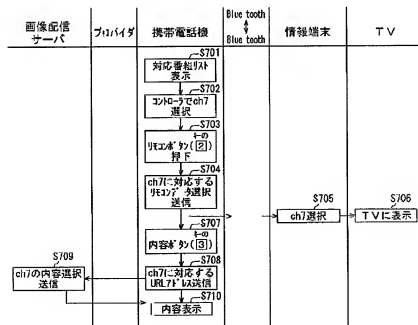 画像配信
サーバ
プロバイダ
携帯電話機
Blue tooth
Blue tooth
情報端末
TV
S701
対応番組リスト
表示
S702
コントローラでch7
選択
S703
キーの
リモコンボタン(2)
押下
S704
ch7に対応する
リモコンデータ選択
送信
S705
ch7選択
S706
TVに表示
S707
キーの
内容ボタン(3)
S708
ch7に対応する
URLアドレス送信
S709
ch7の内容選択
送信
S710
内容表示